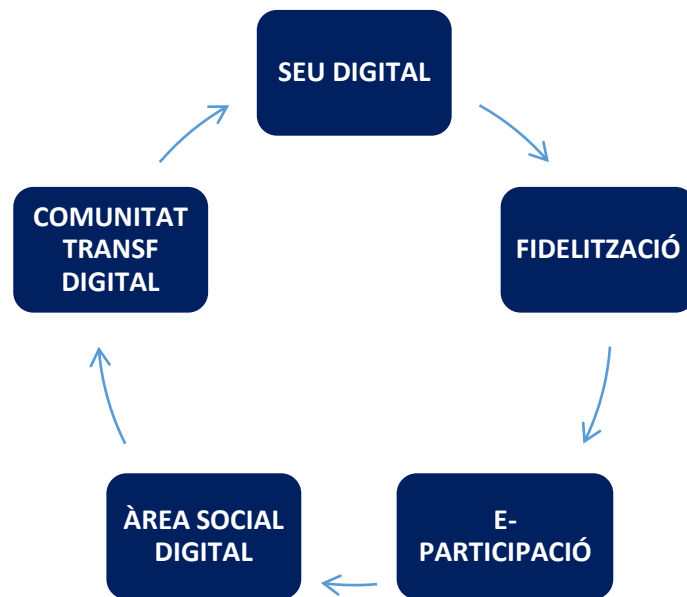 SEU DIGITAL
FIDELITZACIÓ
E-
PARTICIPACIÓ
ÀREA SOCIAL
DIGITAL
COMUNITAT
TRANSF
DIGITAL